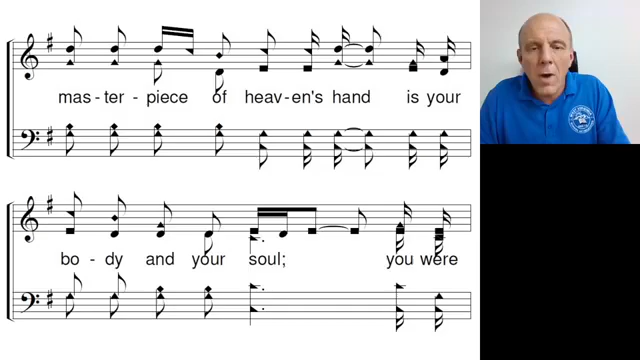 mas - ter - piece of heav-en's hand is your
bo - dy and your soul; you were